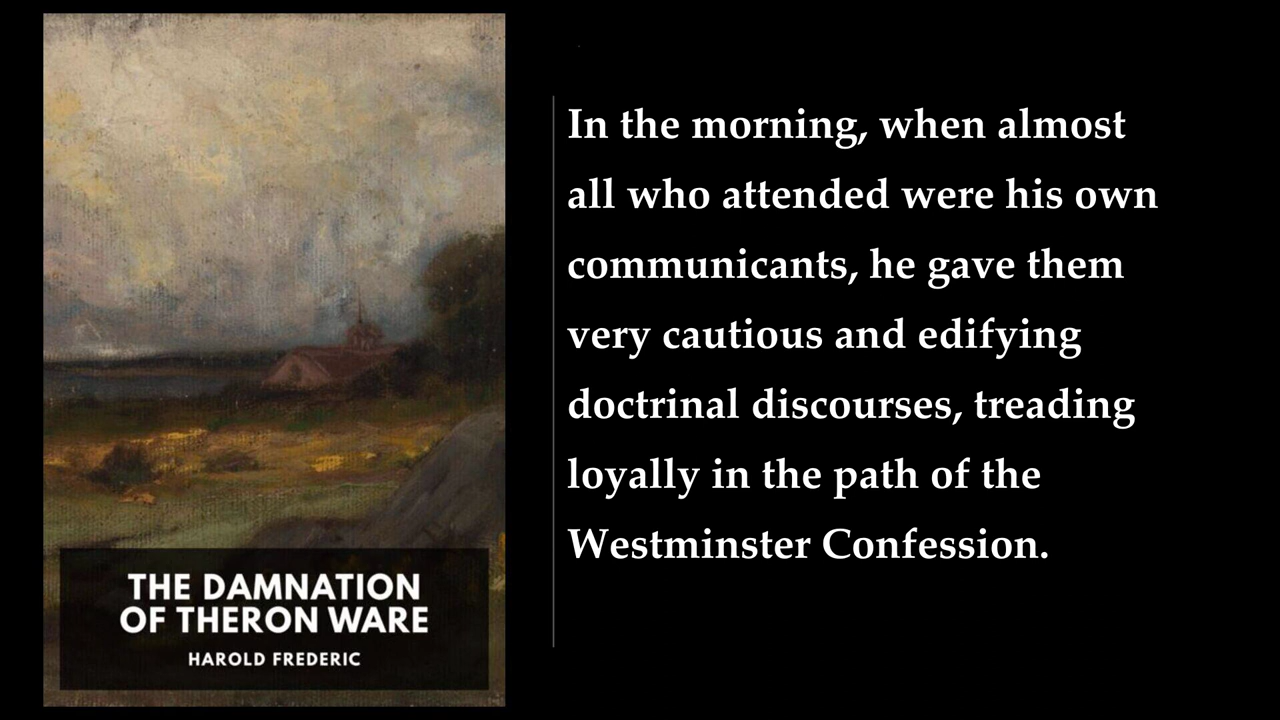 THE DAMNATION
OF THERON WARE
HAROLD FREDERIC
In the morning, when almost
all who attended were his own
communicants, he gave them
very cautious and edifying
doctrinal discourses, treading
loyally in the path of the
Westminster Confession.